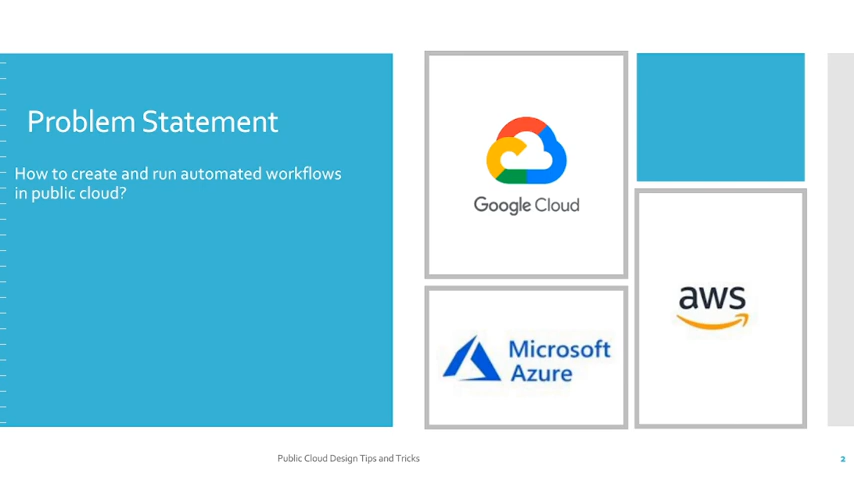 Problem Statement
How to create and run automated workflows
in public cloud?
Google Cloud
Microsoft
Azure
aws
Public Cloud Design Tips and Tricks
2